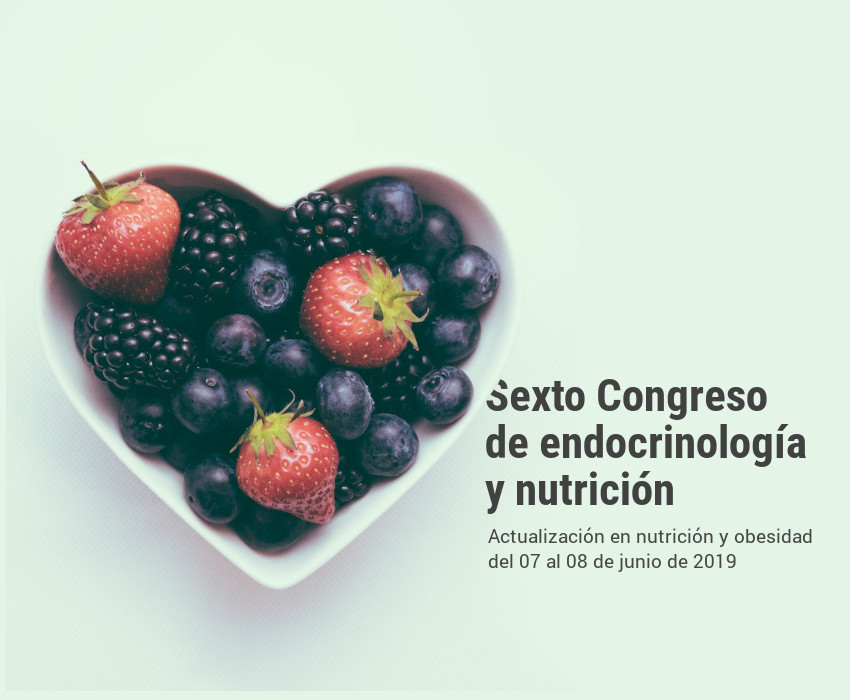 Sexto Congreso
de endocrinología
y nutrición
Actualización en nutrición y obesidad
del 07 al 08 de junio de 2019